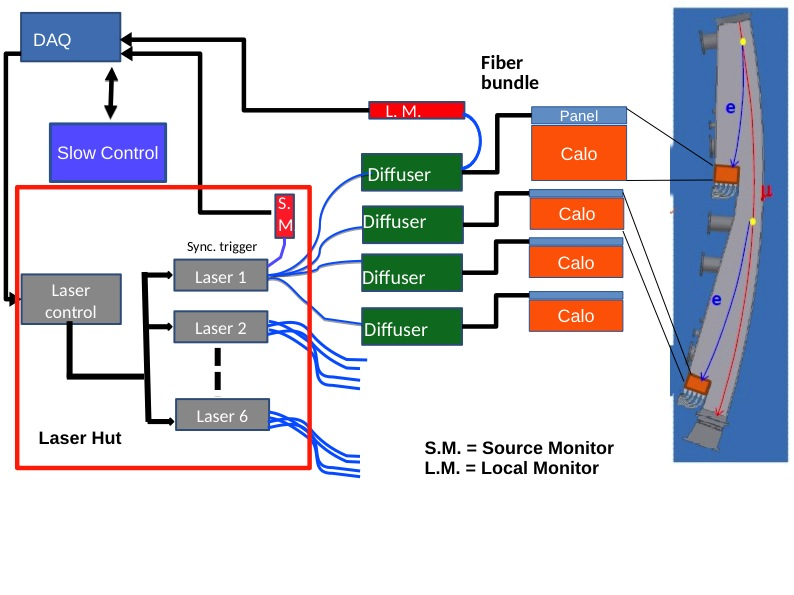 DAQ
Slow Control
Fiber
bundle
L. M.
Panel
Calo
Diffuser
S.
M
Sync. trigger
Laser 1
Laser
control
Laser 2
Laser 6
Laser Hut
Diffuser
Calo
Diffuser
Calo
Diffuser
Calo
e
μ
e
S.M. = Source Monitor
L.M. = Local Monitor